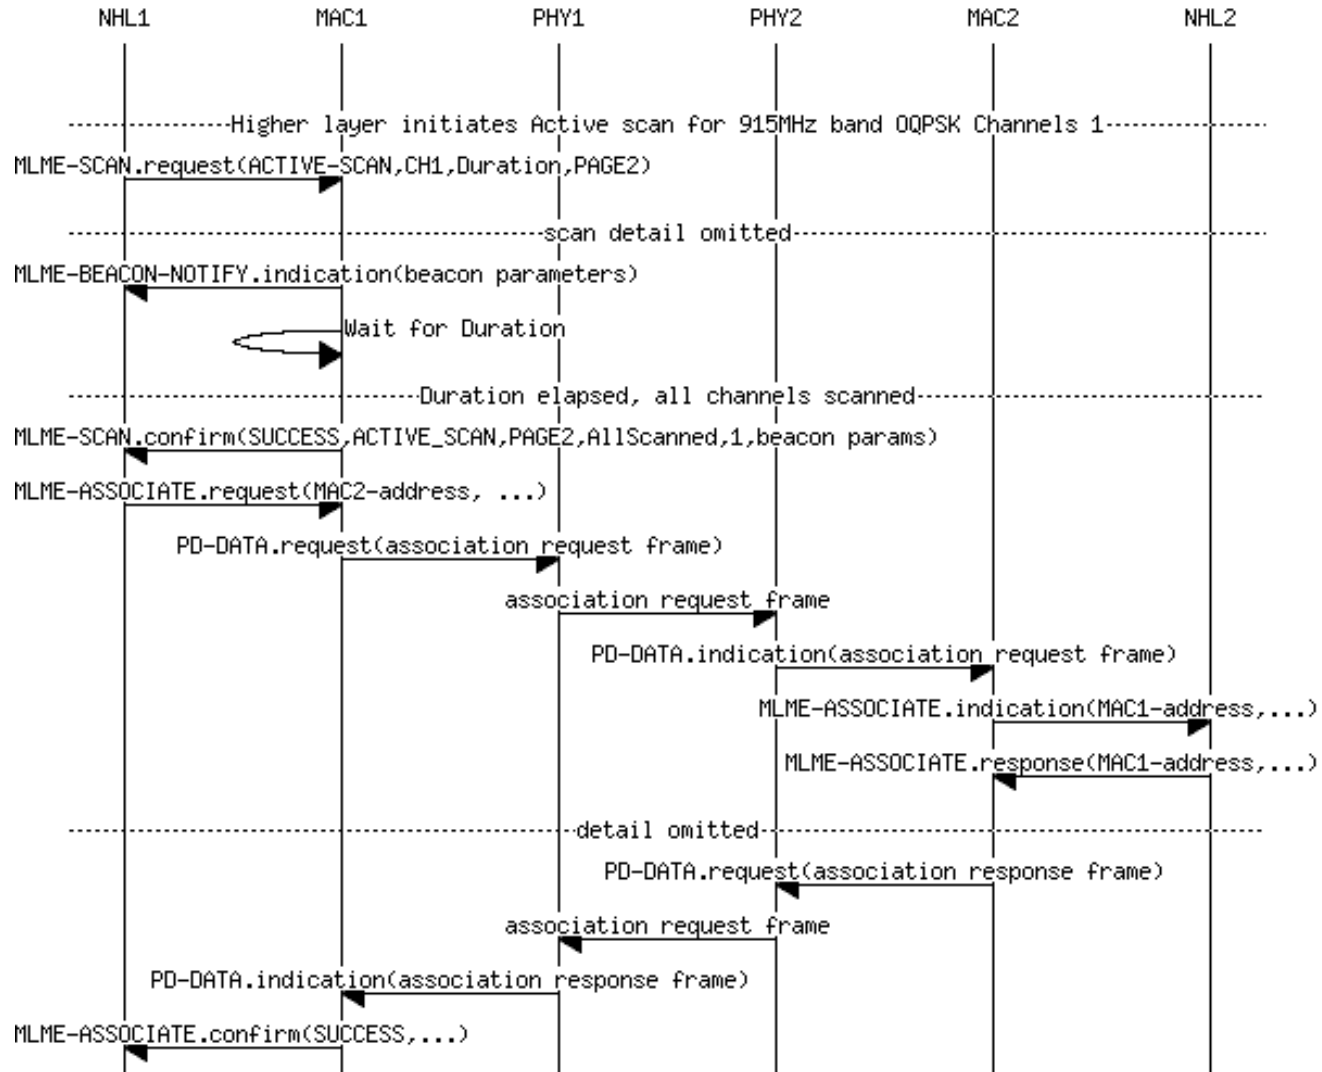 NHL1 MAC1 PHY1 PHY2 MAC2 NHL2
Higher layer initiates Active scan for 915MHz band OQPSK Channels 1
MLME-SCAN.request(ACTIVE-SCAN,CH1,Duration,PAGE2)
scan detail omitted
MLME-BEACON-NOTIFY.indication(beacon parameters)
Wait for Duration
Duration elapsed, all channels scanned
MLME-SCAN.confirm(SUCCESS,ACTIVE_SCAN,PAGE2,AllScanned,1,beacon params)
MLME-ASSOCIATE.request(MAC2-address, ...)
PD-DATA.request(association request frame)
association request frame
PD-DATA.indication(association request frame)
MLME-ASSOCIATE.indication(MAC1-address,...)
MLME-ASSOCIATE.response(MAC1-address,...)
detail omitted
PD-DATA.request(association response frame)
association request frame
PD-DATA.indication(association response frame)
MLME-ASSOCIATE.confirm(SUCCESS,...)